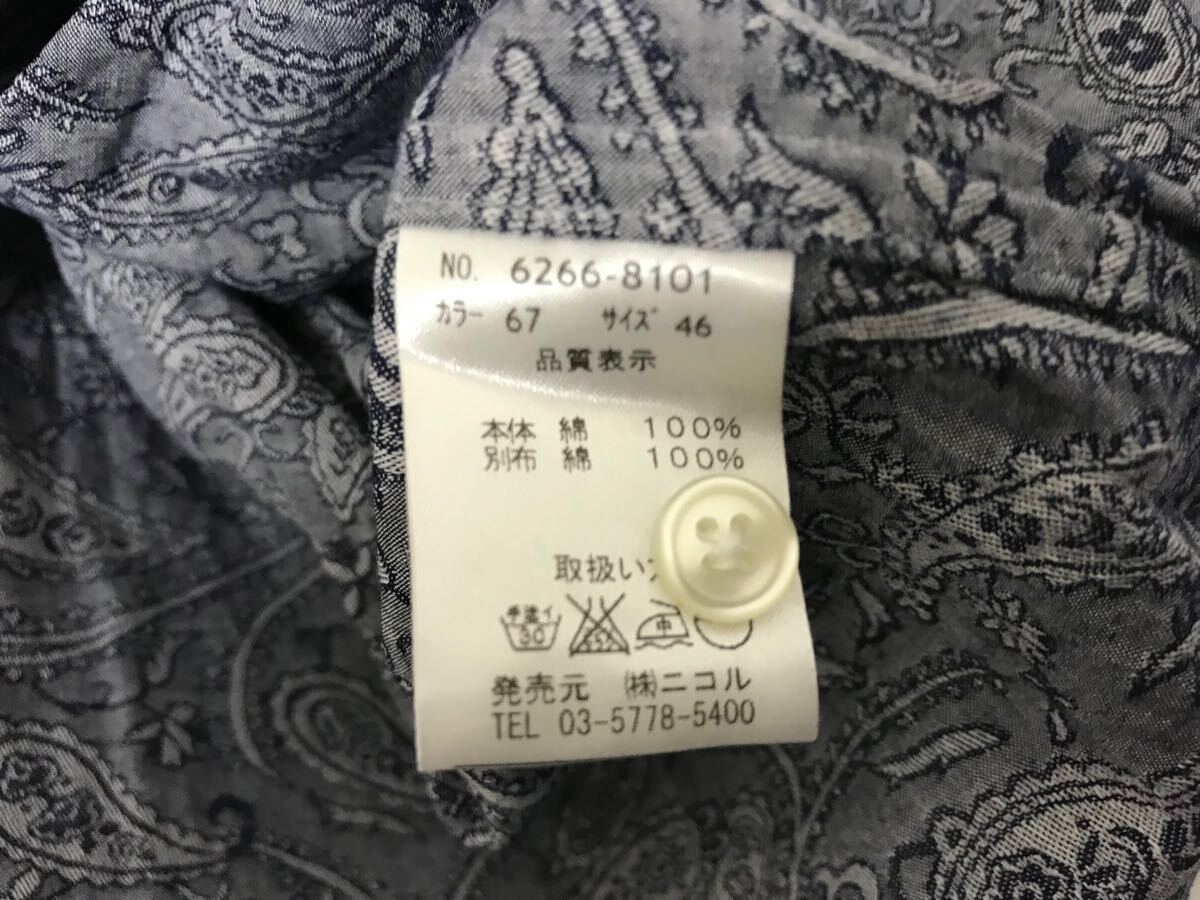 NO. 6266-8101
カラー 67 サイズ 46
品質表示
本体 綿 100%
別布 綿 100%
取扱い
手洗イ 30 中
発売元 ㈱ニコル
TEL 03-5778-5400